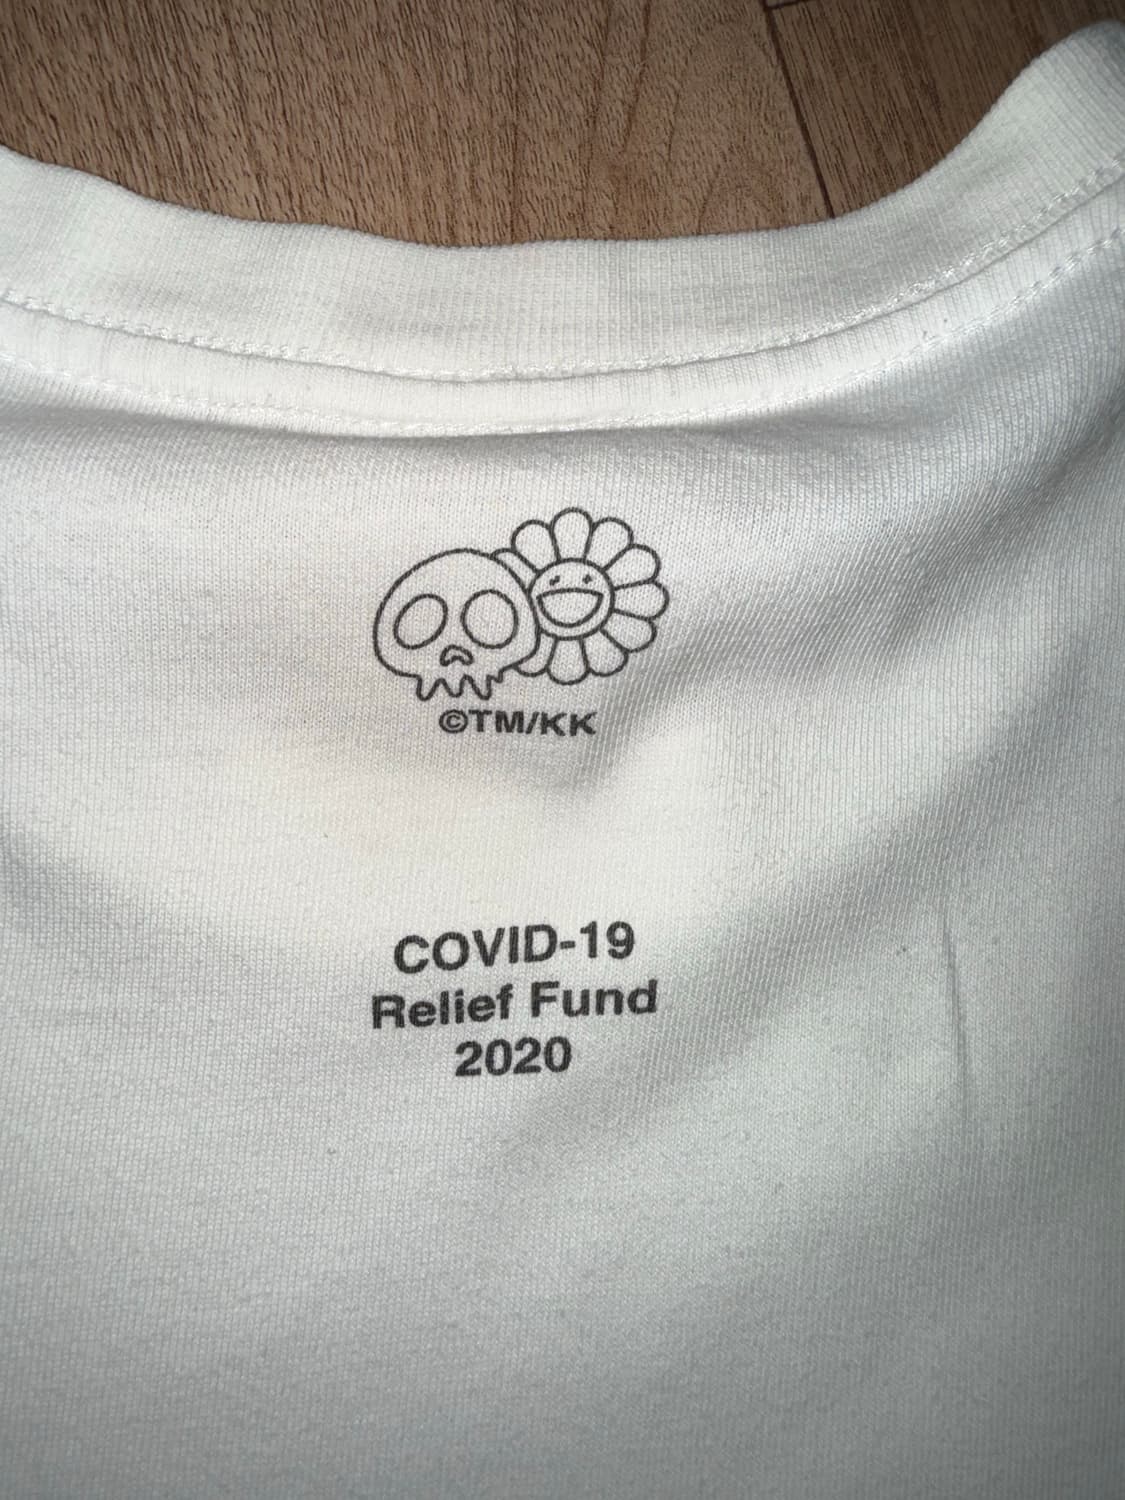 ©TM/KK
COVID-19
Relief Fund
2020